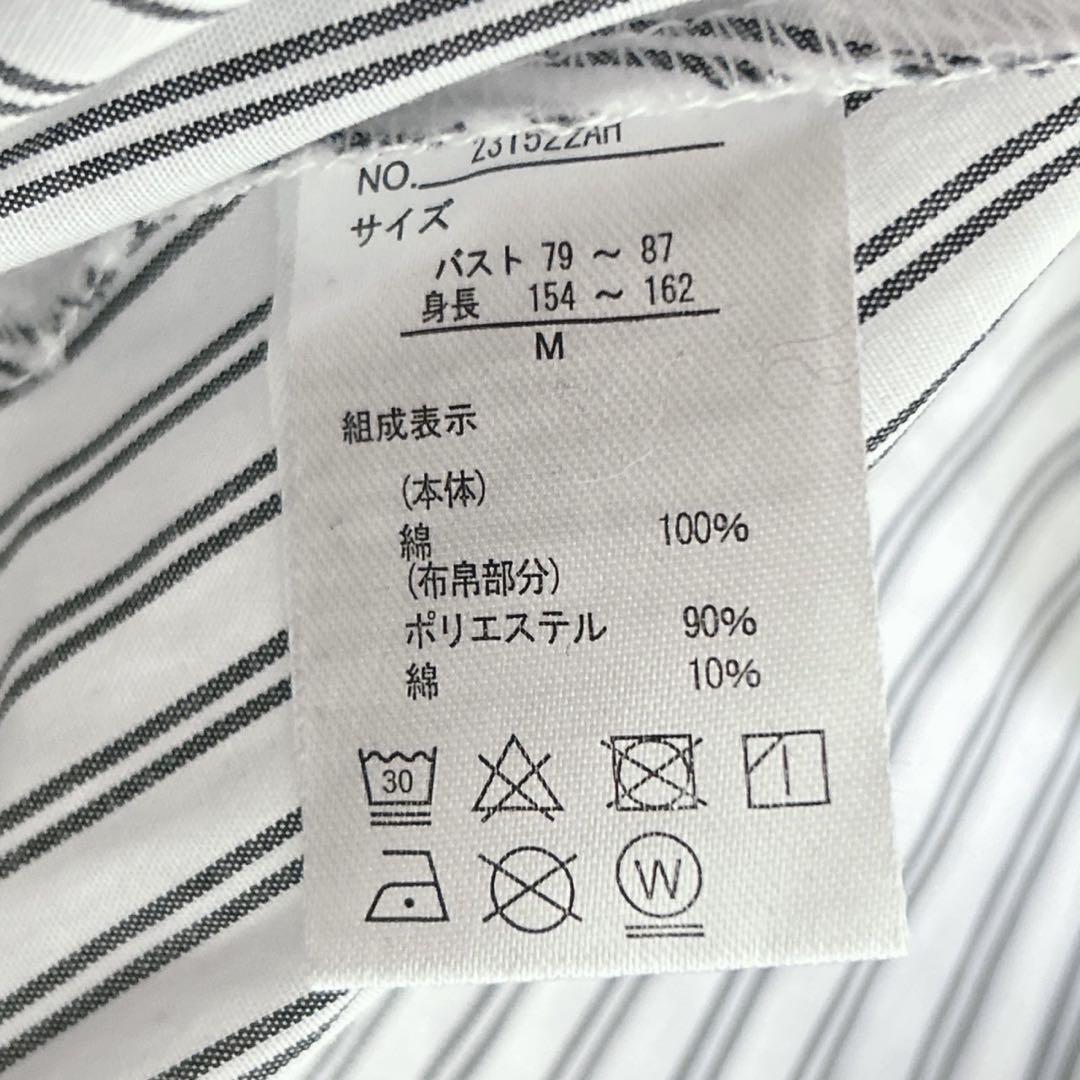 NO. 231522AH
サイズ
バスト 79 ～ 87
身長 154 ～ 162
M
組成表示
(本体)
綿 100%
(布帛部分)
ポリエステル 90%
綿 10%
30
W